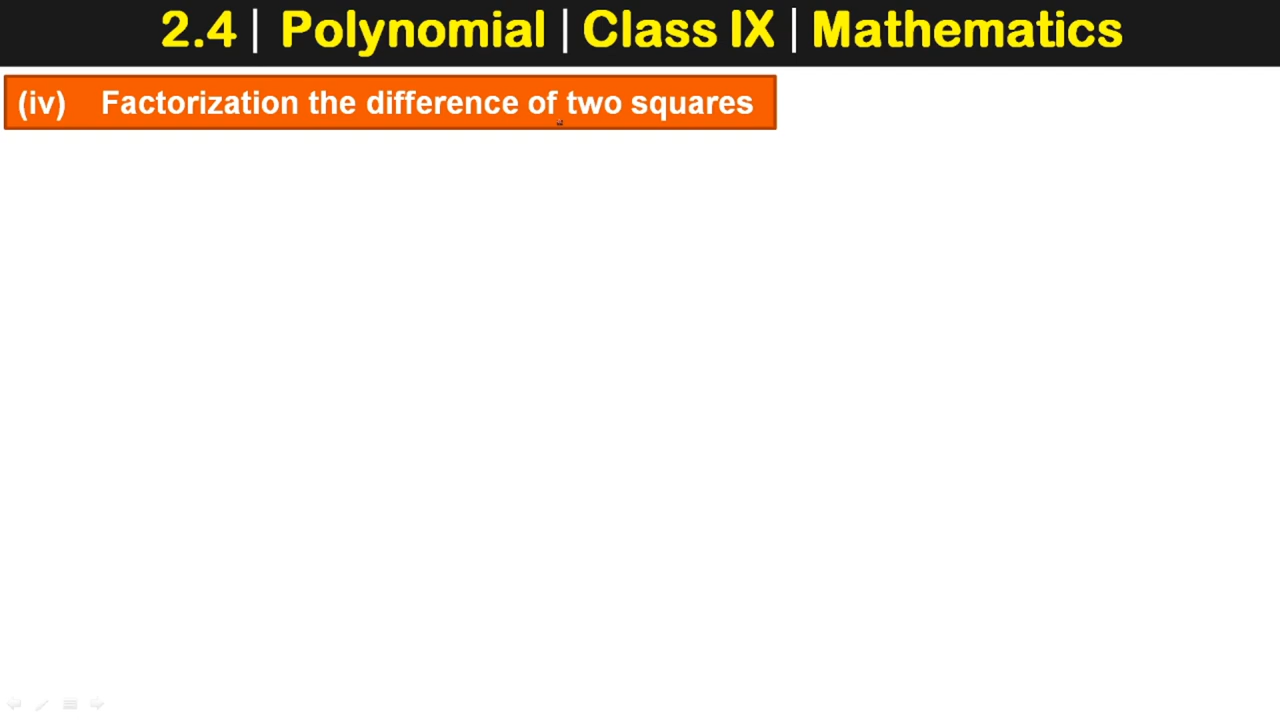 2.4 | Polynomial | Class IX | Mathematics
(iv) Factorization the difference of two squares